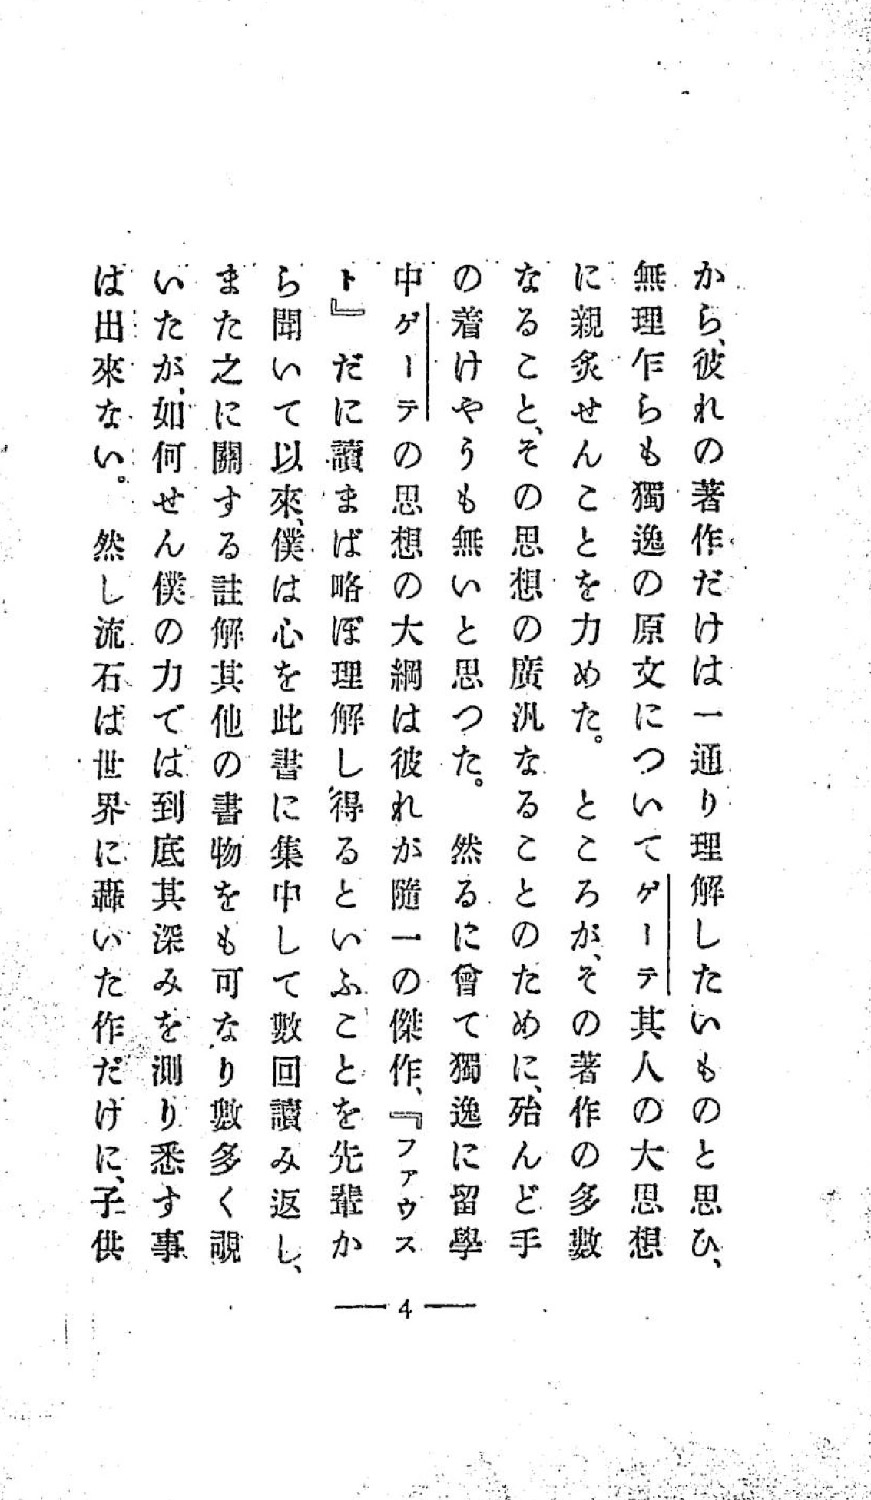 から、彼れの著作だけは一通り理解したいものと思ひ、
無理乍らも獨逸の原文についてゲーテ其人の大思想
に親炙せんことを力めた。ところが、その著作の多數
なること、その思想の廣汎なることのために、殆んど手
の着けやうも無いと思つた。然るに曾て獨逸に留學
中ゲーテの思想の大綱は彼れが隨一の傑作、『ファウス
ト』だに讀まば略ぼ理解し得るといふことを先輩か
ら聞いて以來、僕は心を此書に集中して數回讀み返し、
また之に關する註解其他の書物をも可なり數多く覗
いたが、如何せん僕の力では到底其深みを測り悉す事
は出來ない。然し流石は世界に轟いた作だけに、子供
4